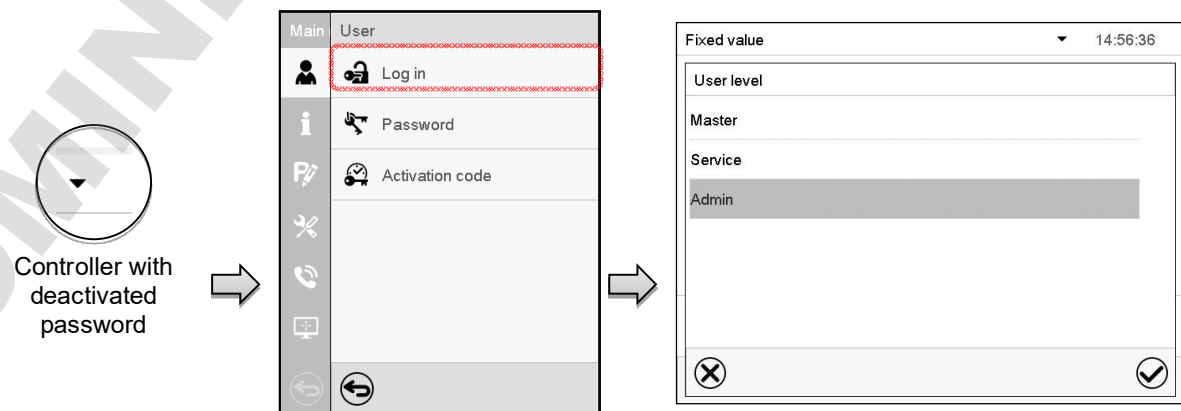 Controller with
deactivated
password
Main
User
Log in
Password
Activation code
Fixed value
14:56:36
User level
Master
Service
Admin